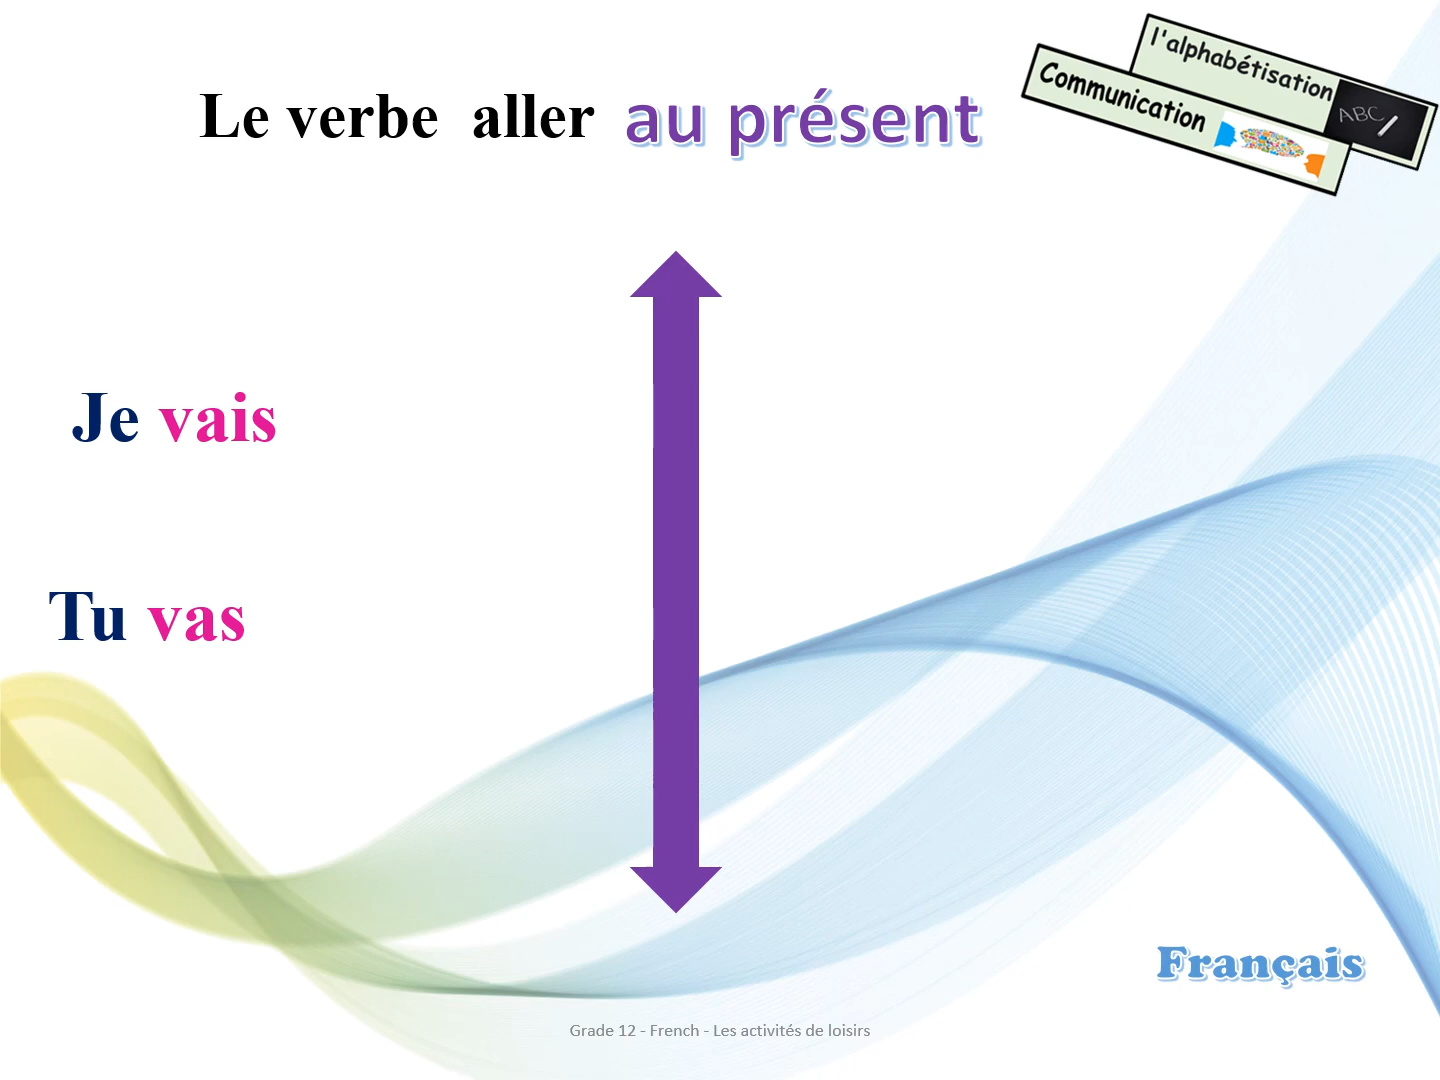 Le verbe aller au présent
l'alphabétisation
ABC
Communication
Je vais
Tu vas
Français
Grade 12 - French - Les activités de loisirs